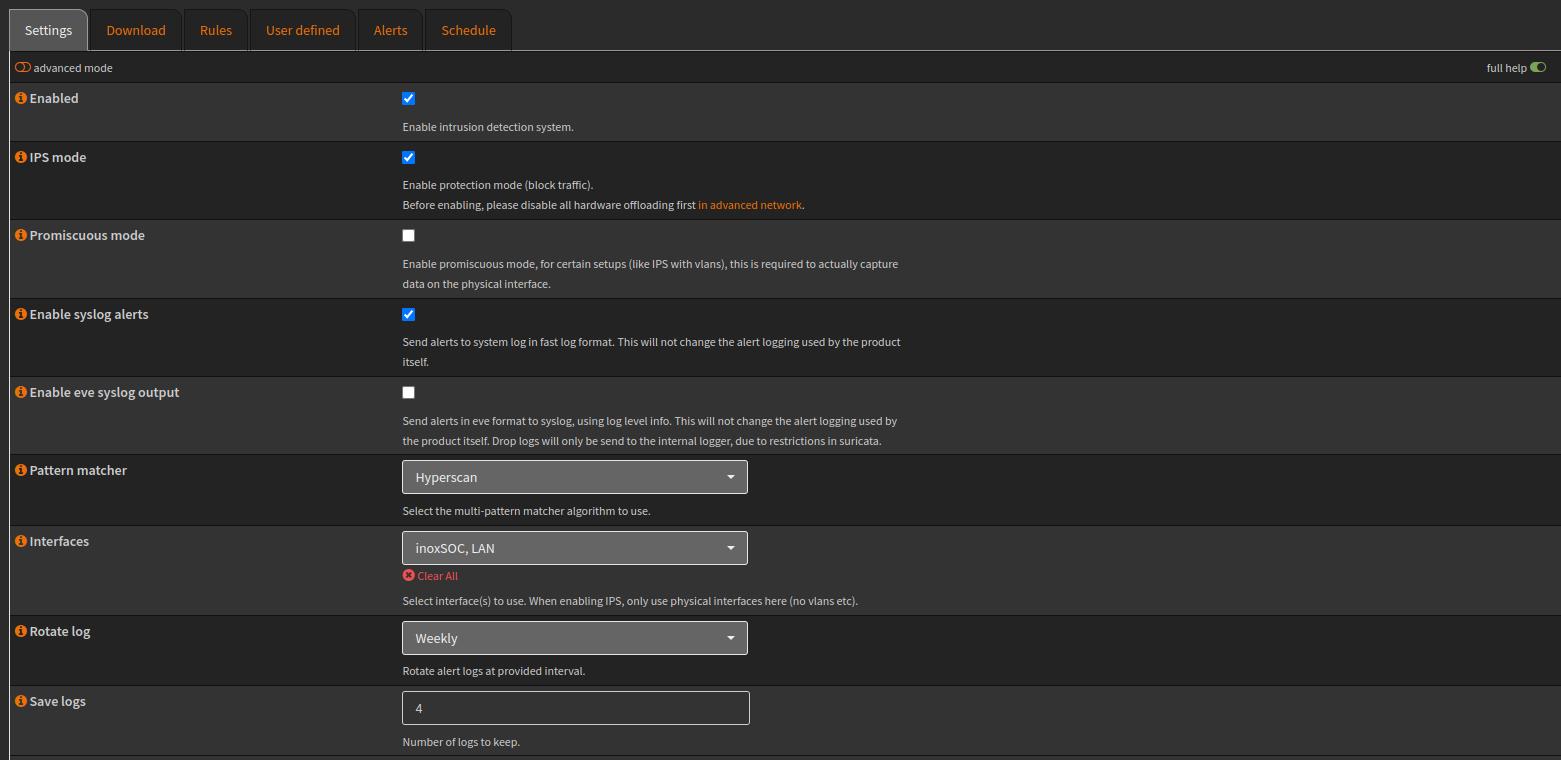 Settings Download Rules User defined Alerts Schedule
advanced mode full help
Enabled
Enable intrusion detection system.
IPS mode
Enable protection mode (block traffic).
Before enabling, please disable all hardware offloading first in advanced network.
Promiscuous mode
Enable promiscuous mode, for certain setups (like IPS with vlans), this is required to actually capture
data on the physical interface.
Enable syslog alerts
Send alerts to system log in fast log format. This will not change the alert logging used by the product
itself.
Enable eve syslog output
Send alerts in eve format to syslog, using log level info. This will not change the alert logging used by
the product itself. Drop logs will only be send to the internal logger, due to restrictions in suricata.
Pattern matcher
Hyperscan
Select the multi-pattern matcher algorithm to use.
Interfaces
inoxSOC, LAN
Clear All
Select interface(s) to use. When enabling IPS, only use physical interfaces here (no vlans etc).
Rotate log
Weekly
Rotate alert logs at provided interval.
Save logs
4
Number of logs to keep.